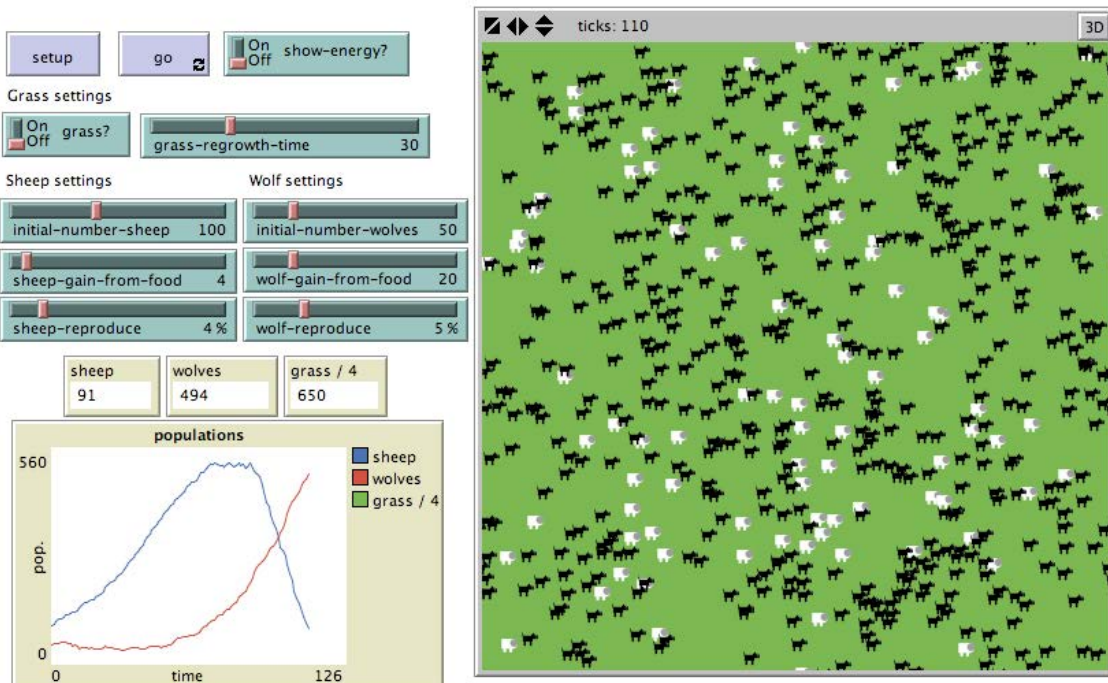 setup
go
On
Off
show-energy?
Grass settings
On
Off
grass?
grass-regrowth-time 30
Sheep settings
Wolf settings
initial-number-sheep 100
initial-number-wolves 50
sheep-gain-from-food 4
wolf-gain-from-food 20
sheep-reproduce 4 %
wolf-reproduce 5 %
sheep
91
wolves
494
grass / 4
650
populations
560
pop.
0
0
time
126
sheep
wolves
grass / 4
ticks: 110
3D